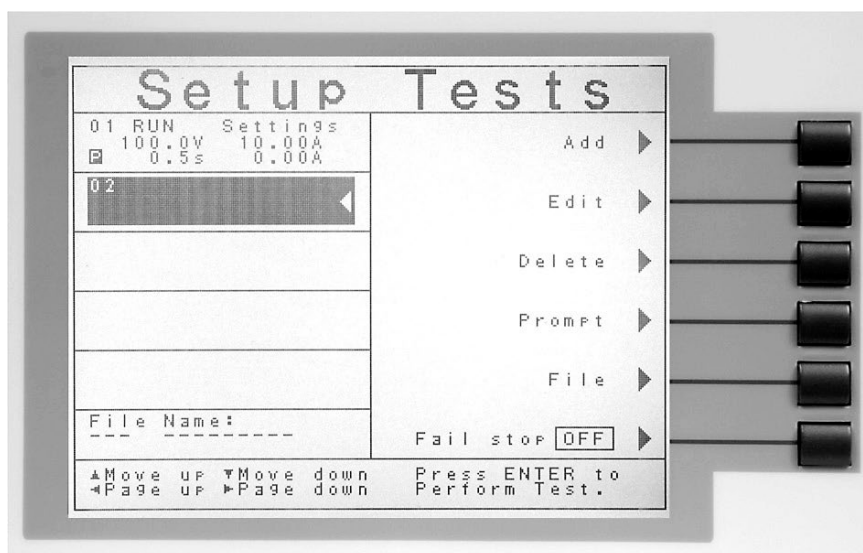 Setup Tests
01 RUN Settings
100.0V 10.00A
P 0.5s 0.00A
02
Add
Edit
Delete
Prompt
File
File Name:
Fail stop OFF
▲Move up ▼Move down
◄Page up ►Page down
Press ENTER to
Perform Test.